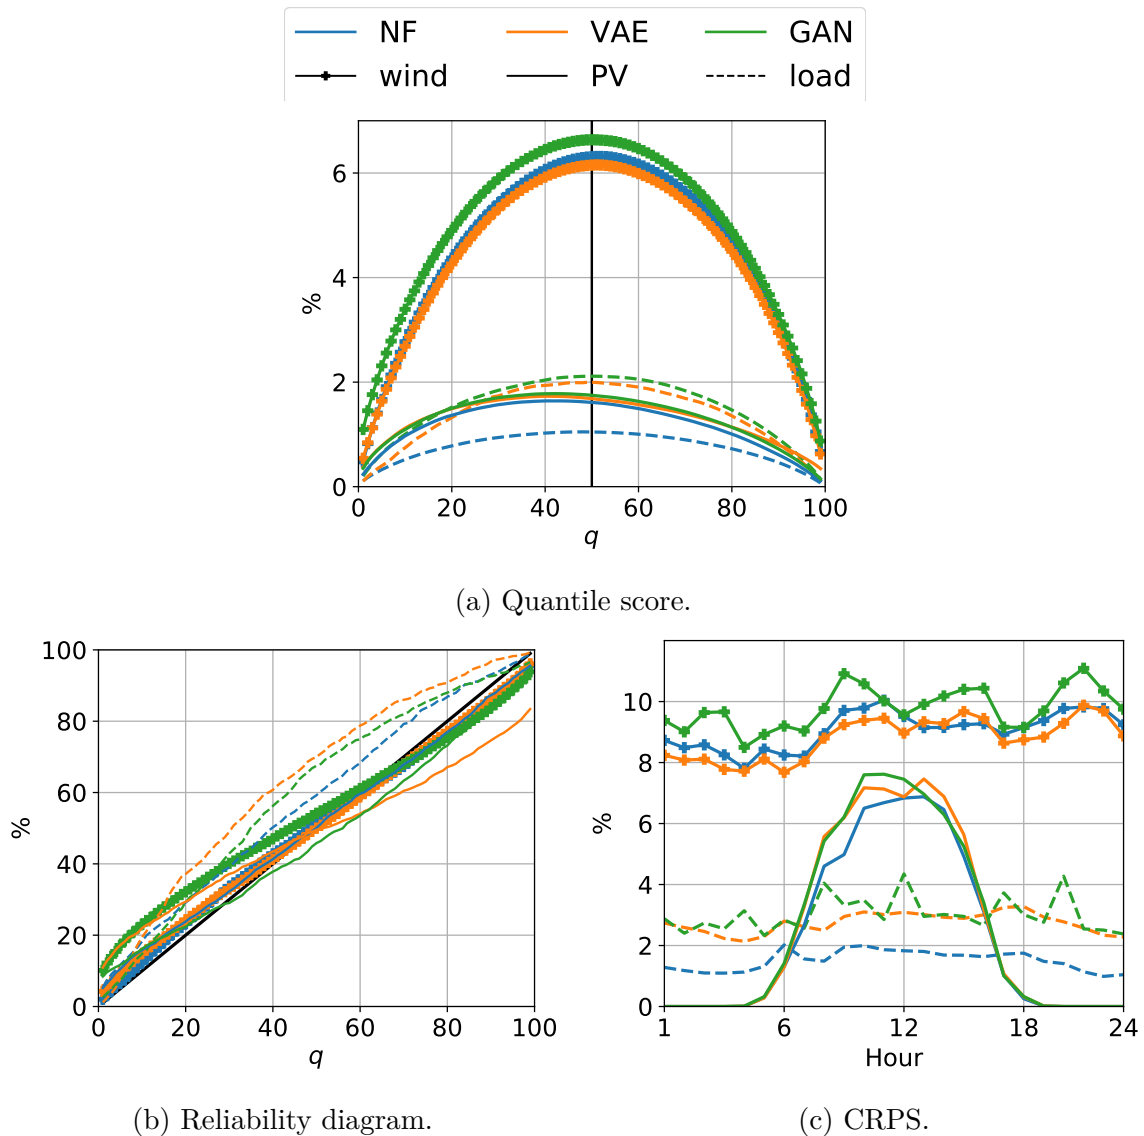 NF VAE GAN
wind PV load
6
4
2
0
%
0 20 40 60 80 100
q
(a) Quantile score.
100
80
60
40
20
0
%
0 20 40 60 80 100
q
(b) Reliability diagram.
10
8
6
4
2
0
%
1 6 12 18 24
Hour
(c) CRPS.